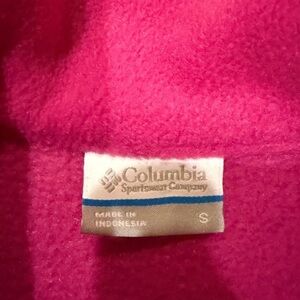 Columbia
Sportswear Company
MADE IN
INDONESIA
S